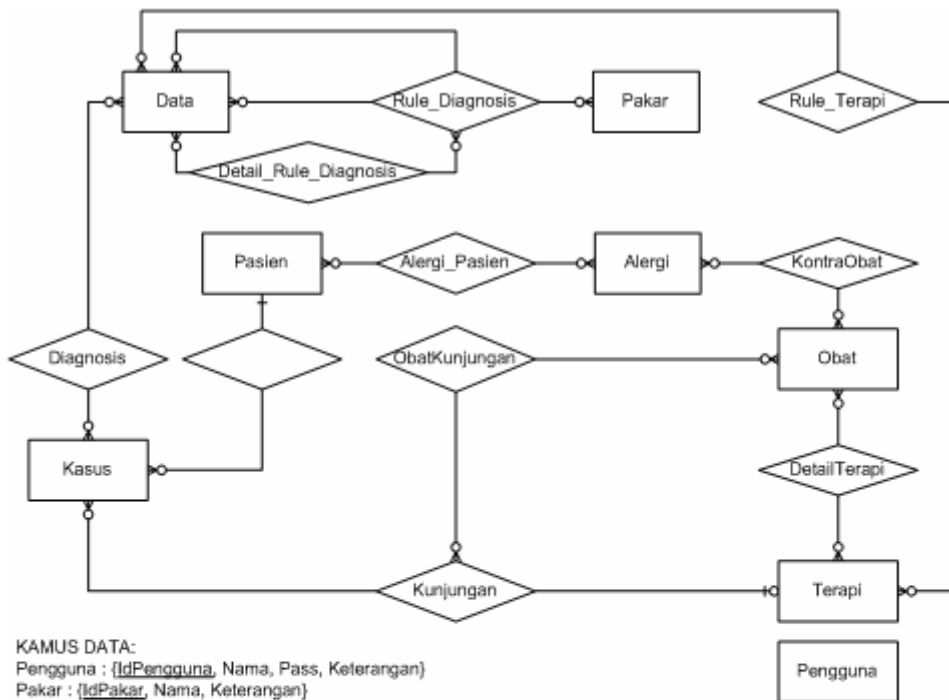 Data
Rule_Diagnosis
Pakar
Rule_Terapi
Detail_Rule_Diagnosis
Pasien
Alergi_Pasien
Alergi
KontraObat
Diagnosis
ObatKunjungan
Obat
Kasus
DetailTerapi
Kunjungan
Terapi
KAMUS DATA:
Pengguna : {IdPengguna, Nama, Pass, Keterangan}
Pakar : {IdPakar, Nama, Keterangan}
Pengguna